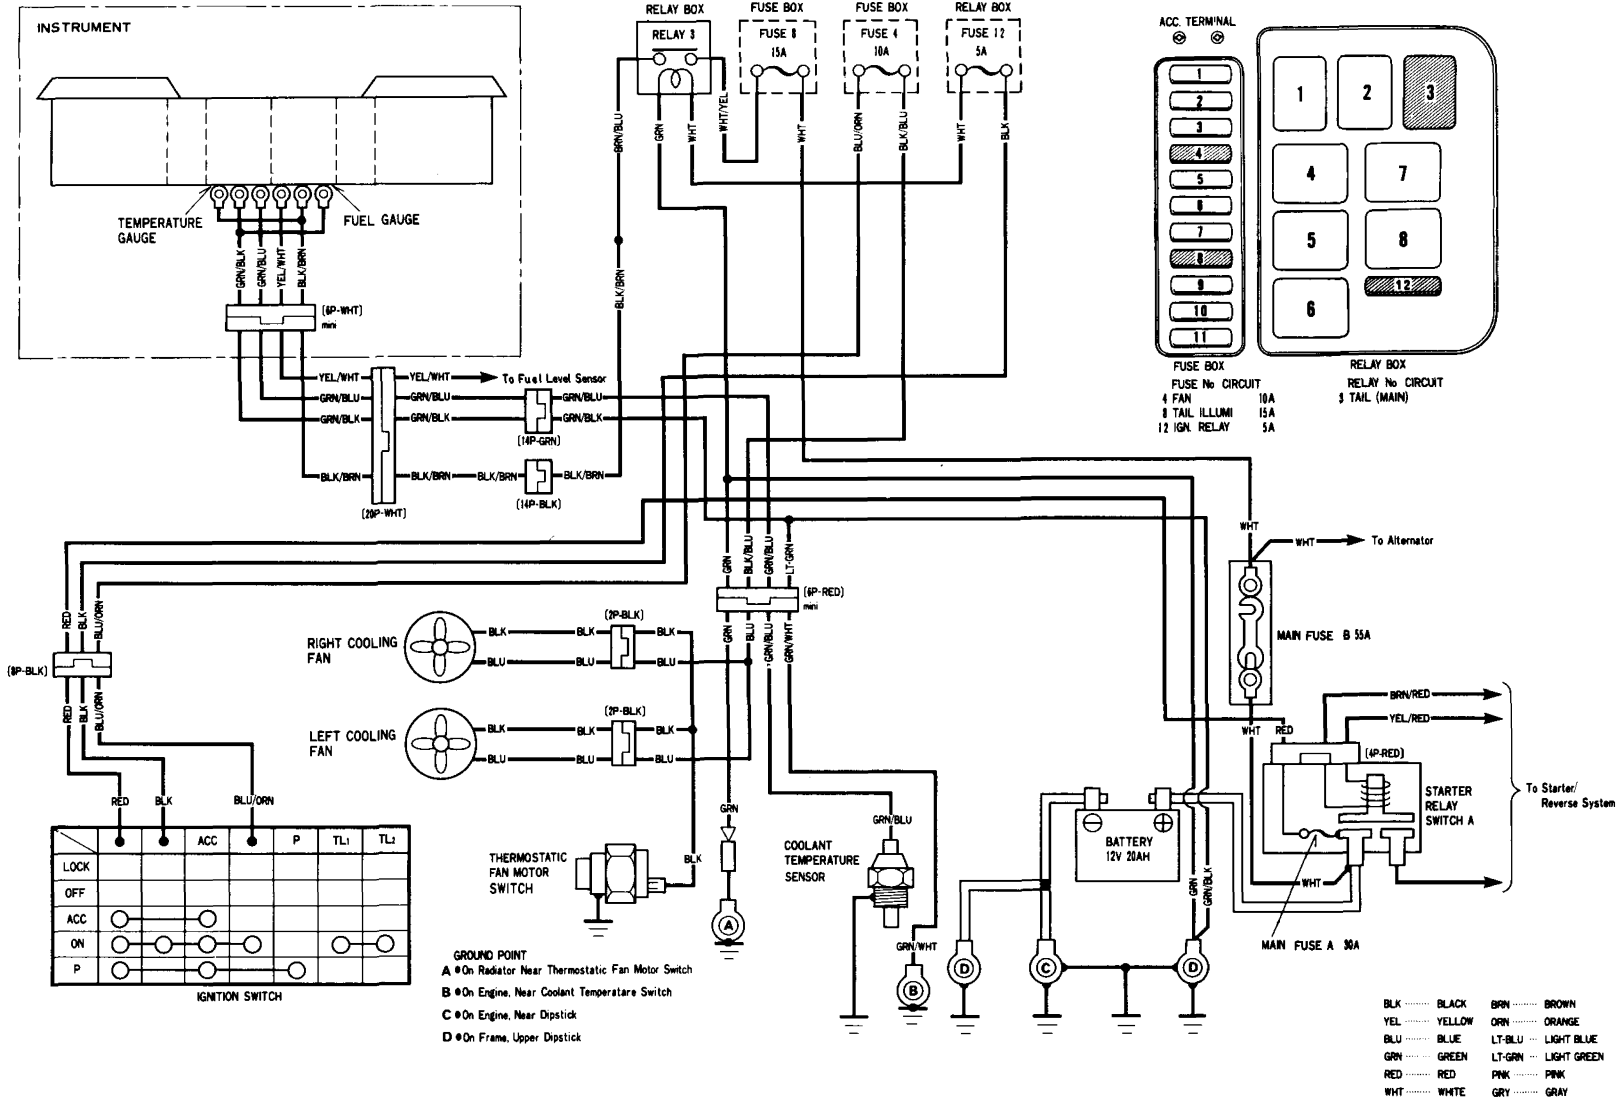 INSTRUMENT
TEMPERATURE
GAUGE
FUEL GAUGE
GRN/BLK
GRN/BLU
YEL/WHT
BLK/BRN
(6P-WHT)
mini
YEL/WHT
GRN/BLU
GRN/BLK
BLK/BRN
(20P-WHT)
YEL/WHT
To Fuel Level Sensor
GRN/BLU
GRN/BLU
GRN/BLK
GRN/BLK
(14P-GRN)
BLK/BRN
BLK/BRN
BLK/BRN
(14P-BLK)
RELAY BOX
RELAY 3
FUSE BOX
FUSE 8
15A
FUSE BOX
FUSE 4
10A
RELAY BOX
FUSE 12
5A
BRN/BLU
GRN
WHT
WHT/YEL
WHT
BLU/ORN
BLK/BLU
WHT
BLK
BLK/BRN
ACC. TERMINAL
1
2
3
4
5
6
7
8
9
10
11
FUSE BOX
FUSE No CIRCUIT
4 FAN 10A
8 TAIL ILLUMI 15A
12 IGN. RELAY 5A
1
2
3
4
7
5
8
12
6
RELAY BOX
RELAY No CIRCUIT
3 TAIL (MAIN)
RED
BLK
BLU/ORN
(8P-BLK)
RED
BLK
BLU/ORN
RED
BLK
BLU/ORN
ACC
P
TL1
TL2
LOCK
OFF
ACC
ON
P
IGNITION SWITCH
RIGHT COOLING
FAN
BLK
BLU
BLK
BLU
(2P-BLK)
BLK
BLU
LEFT COOLING
FAN
BLK
BLU
BLK
BLU
(2P-BLK)
BLK
BLU
THERMOSTATIC
FAN MOTOR
SWITCH
BLK
GRN
BLK/BLU
GRN/BLU
LT-GRN
(6P-RED)
mini
GRN
BLU
GRN/BLU
GRN/WHT
GRN
A
COOLANT
TEMPERATURE
SENSOR
GRN/BLU
GRN/WHT
B
GROUND POINT
A ●On Radiator Near Thermostatic Fan Motor Switch
B ●On Engine, Near Coolant Temperature Switch
C ●On Engine, Near Dipstick
D ●On Frame, Upper Dipstick
D
C
D
BATTERY
12V 20AH
GRN
GRN/BLK
WHT
WHT
To Alternator
MAIN FUSE B 55A
WHT
RED
BRN/RED
YEL/RED
(4P-RED)
STARTER
RELAY
SWITCH A
To Starter/
Reverse System
WHT
MAIN FUSE A 30A
BLK ······· BLACK BRN ······· BROWN
YEL ······· YELLOW ORN ······· ORANGE
BLU ······· BLUE LT-BLU ··· LIGHT BLUE
GRN ······· GREEN LT-GRN ··· LIGHT GREEN
RED ······· RED PNK ······· PINK
WHT ······· WHITE GRY ······· GRAY